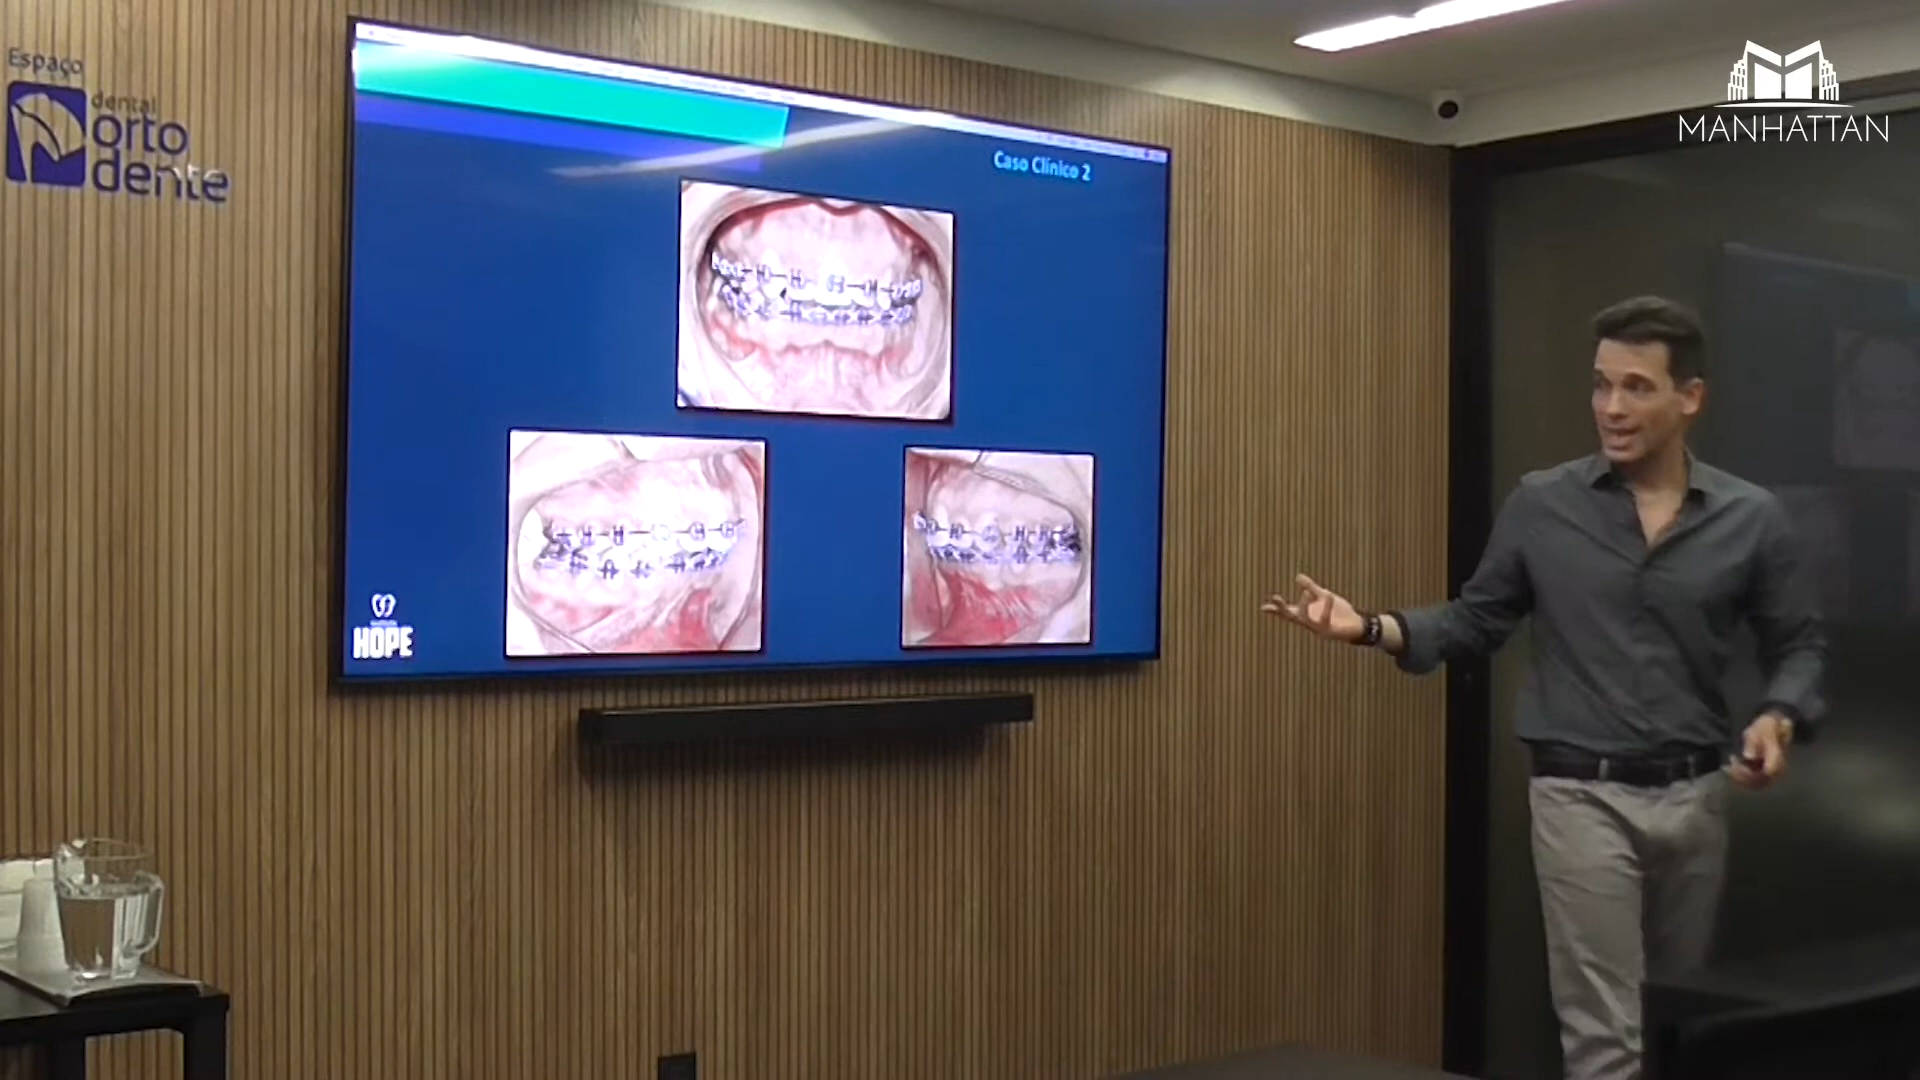 Espaço
dental
orto
dente
Caso Clínico 2
HOPE
MANHATTAN